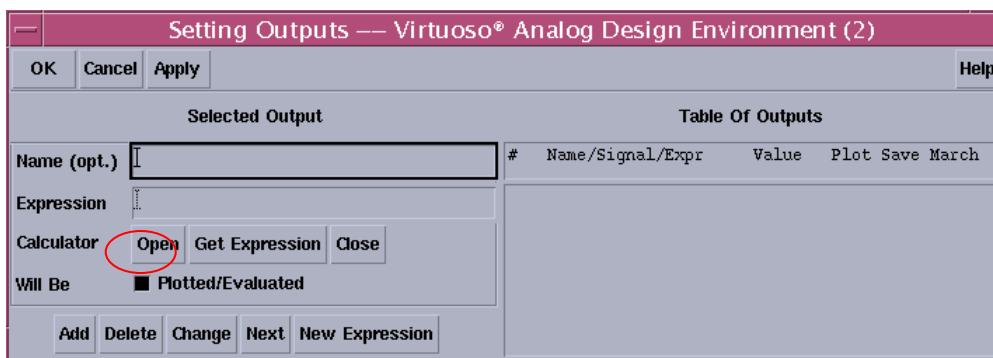 Setting Outputs –– Virtuoso® Analog Design Environment (2)
OK Cancel Apply Help
Selected Output
Name (opt.)
Expression
Calculator Open Get Expression Close
Will Be Plotted/Evaluated
Add Delete Change Next New Expression
Table Of Outputs
# Name/Signal/Expr Value Plot Save March